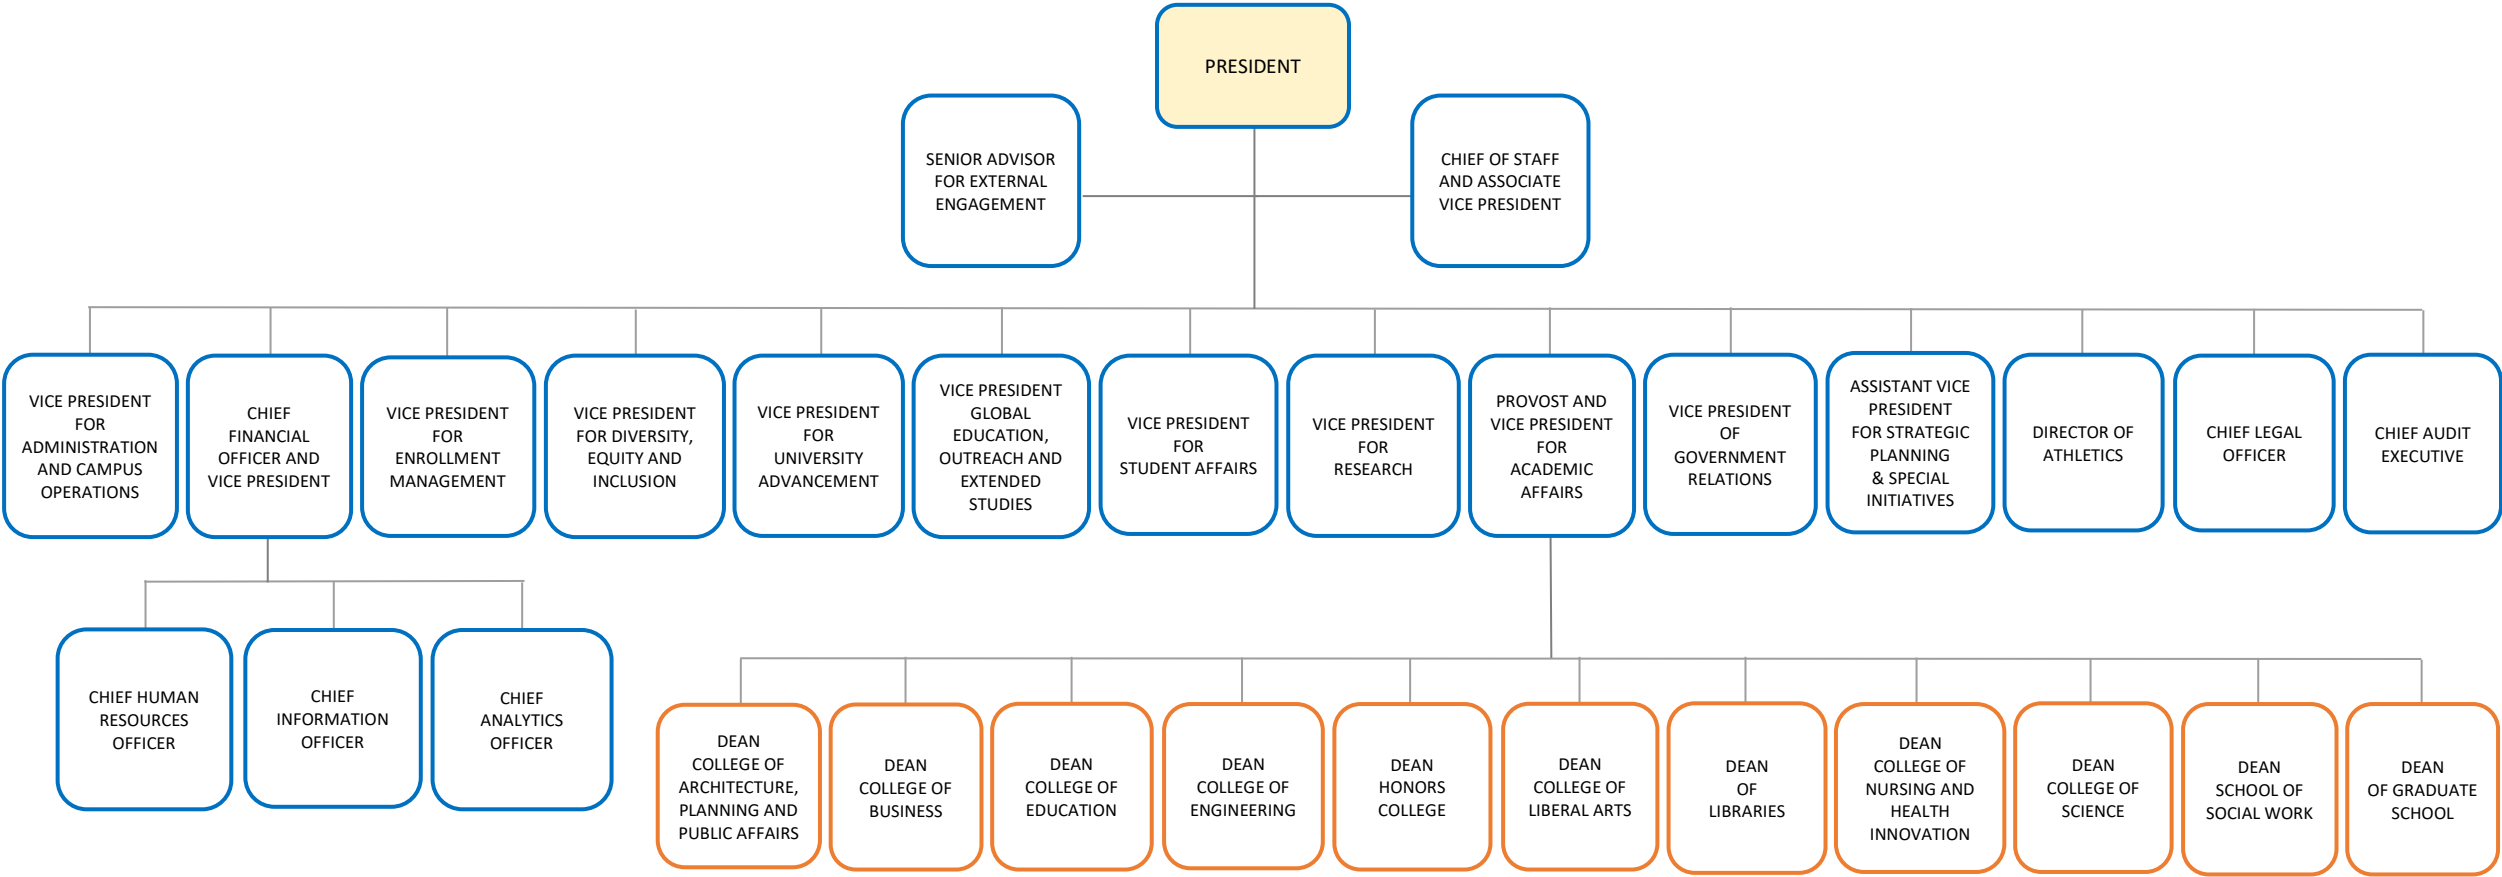 PRESIDENT
SENIOR ADVISOR
FOR EXTERNAL
ENGAGEMENT
CHIEF OF STAFF
AND ASSOCIATE
VICE PRESIDENT
VICE PRESIDENT
FOR
ADMINISTRATION
AND CAMPUS
OPERATIONS
CHIEF
FINANCIAL
OFFICER AND
VICE PRESIDENT
VICE PRESIDENT
FOR
ENROLLMENT
MANAGEMENT
VICE PRESIDENT
FOR DIVERSITY,
EQUITY AND
INCLUSION
VICE PRESIDENT
FOR
UNIVERSITY
ADVANCEMENT
VICE PRESIDENT
GLOBAL
EDUCATION,
OUTREACH AND
EXTENDED
STUDIES
VICE PRESIDENT
FOR
STUDENT AFFAIRS
VICE PRESIDENT
FOR
RESEARCH
PROVOST AND
VICE PRESIDENT
FOR
ACADEMIC
AFFAIRS
VICE PRESIDENT
OF
GOVERNMENT
RELATIONS
ASSISTANT VICE
PRESIDENT
FOR STRATEGIC
PLANNING
& SPECIAL
INITIATIVES
DIRECTOR OF
ATHLETICS
CHIEF LEGAL
OFFICER
CHIEF AUDIT
EXECUTIVE
CHIEF HUMAN
RESOURCES
OFFICER
CHIEF
INFORMATION
OFFICER
CHIEF
ANALYTICS
OFFICER
DEAN
COLLEGE OF
ARCHITECTURE,
PLANNING AND
PUBLIC AFFAIRS
DEAN
COLLEGE OF
BUSINESS
DEAN
COLLEGE OF
EDUCATION
DEAN
COLLEGE OF
ENGINEERING
DEAN
HONORS
COLLEGE
DEAN
COLLEGE OF
LIBERAL ARTS
DEAN
OF
LIBRARIES
DEAN
COLLEGE OF
NURSING AND
HEALTH
INNOVATION
DEAN
COLLEGE OF
SCIENCE
DEAN
SCHOOL OF
SOCIAL WORK
DEAN
OF GRADUATE
SCHOOL